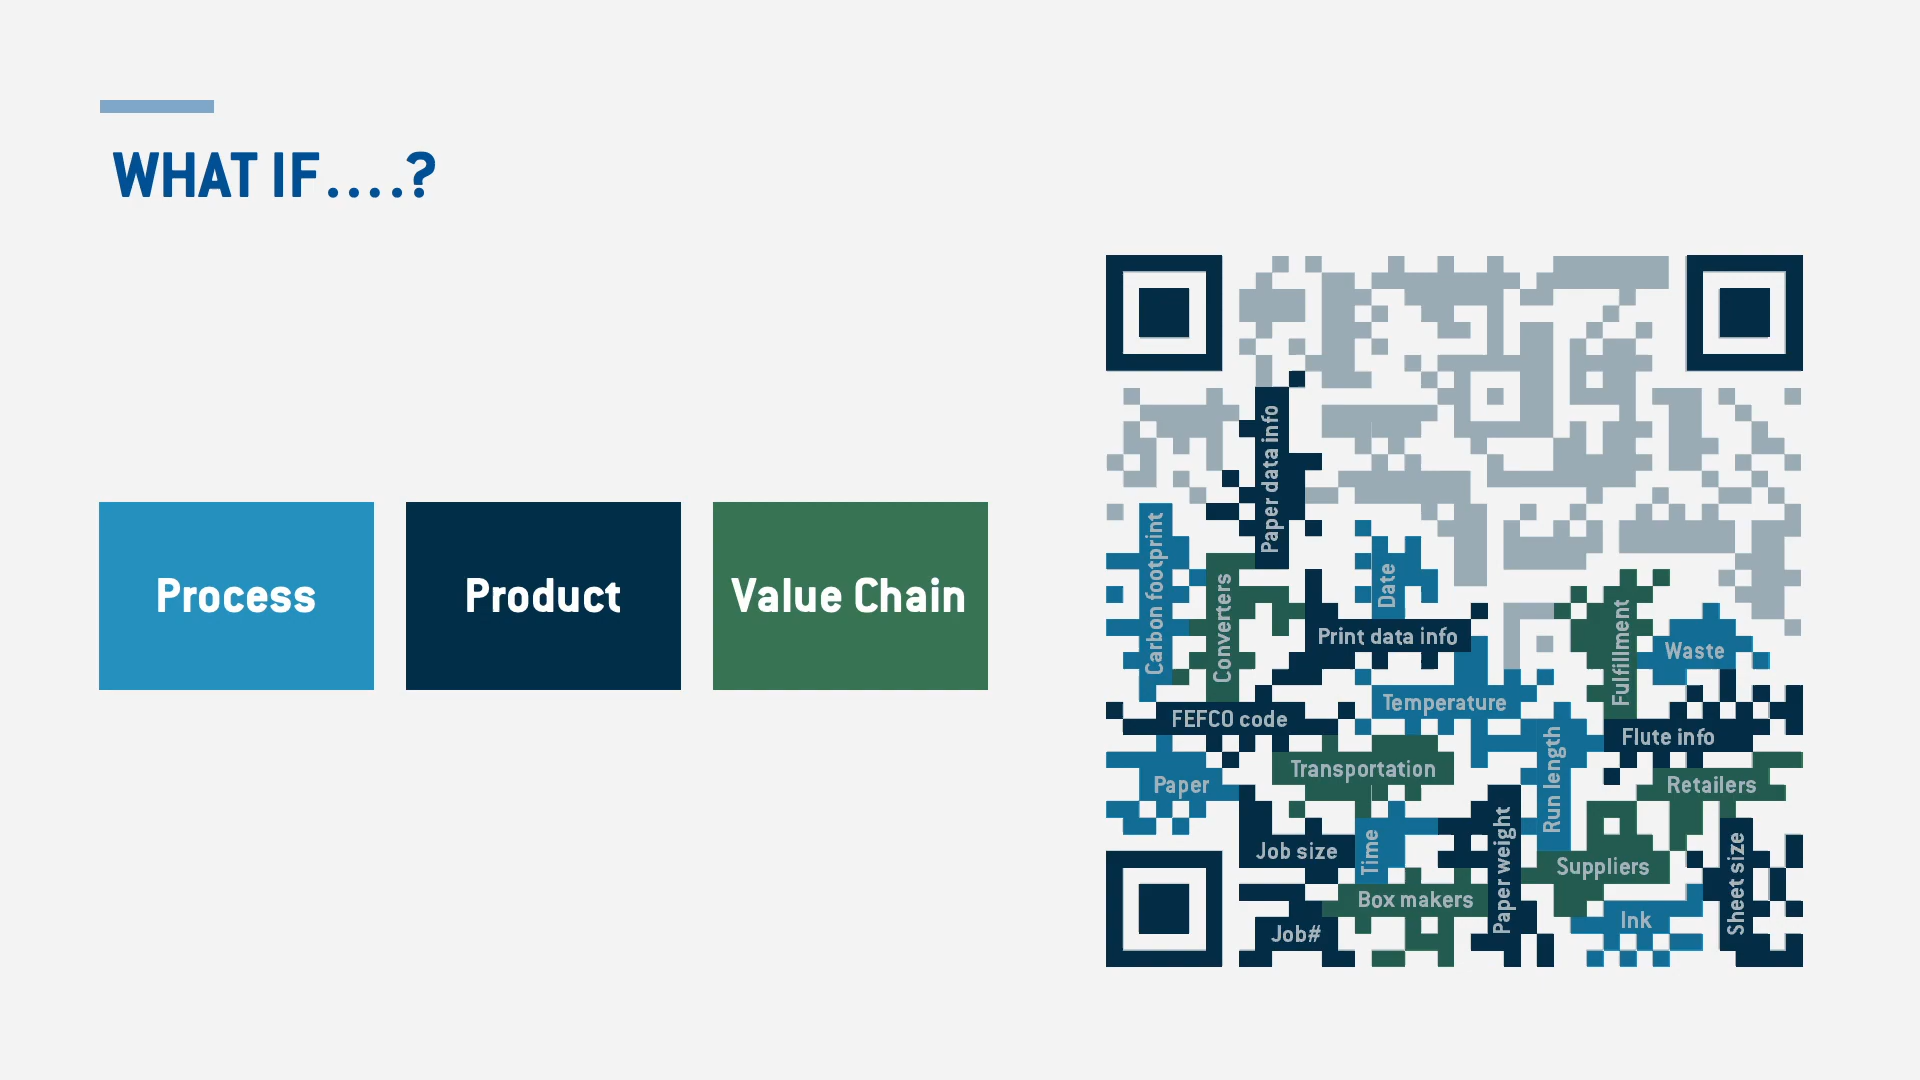 WHAT IF....?
Process
Product
Value Chain
Paper data info
Carbon footprint
Converters
Date
Print data info
Fulfillment
Waste
Temperature
FEFCO code
Flute info
Transportation
Paper
Run length
Retailers
Job size
Time
Paper weight
Suppliers
Sheet size
Box makers
Ink
Job#